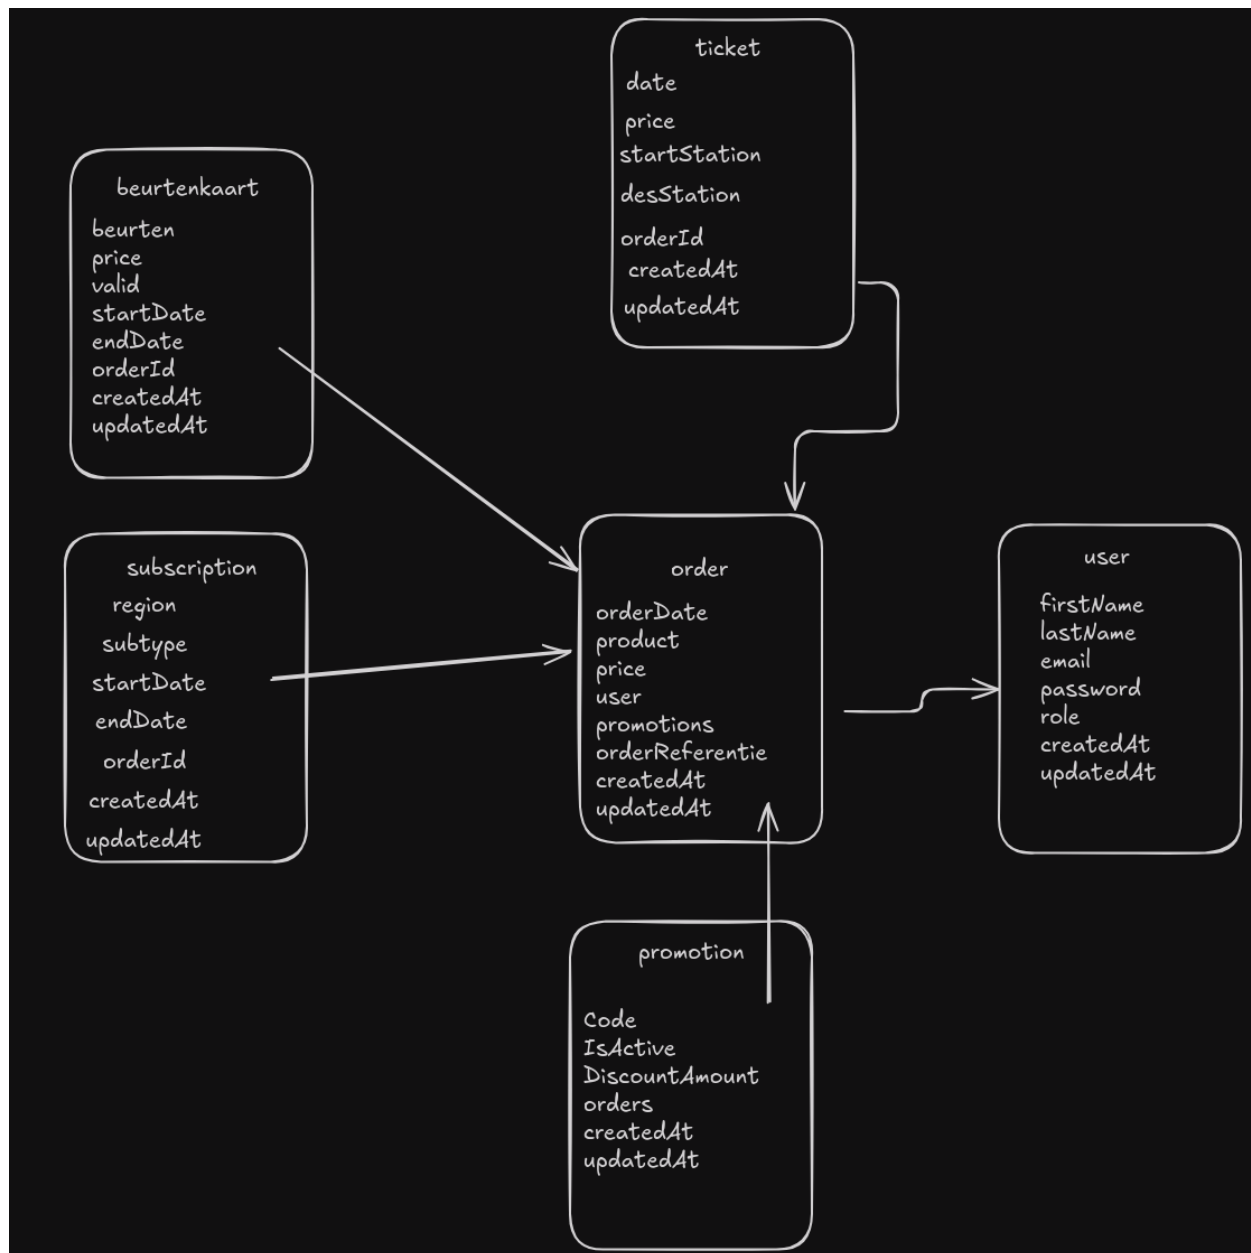 ticket
date
price
startStation
desStation
orderId
createdAt
updatedAt
beurtenkaart
beurten
price
valid
startDate
endDate
orderId
createdAt
updatedAt
subscription
region
subtype
startDate
endDate
orderId
createdAt
updatedAt
order
orderDate
product
price
user
promotions
orderReferentie
createdAt
updatedAt
user
firstName
lastName
email
password
role
createdAt
updatedAt
promotion
Code
IsActive
DiscountAmount
orders
createdAt
updatedAt